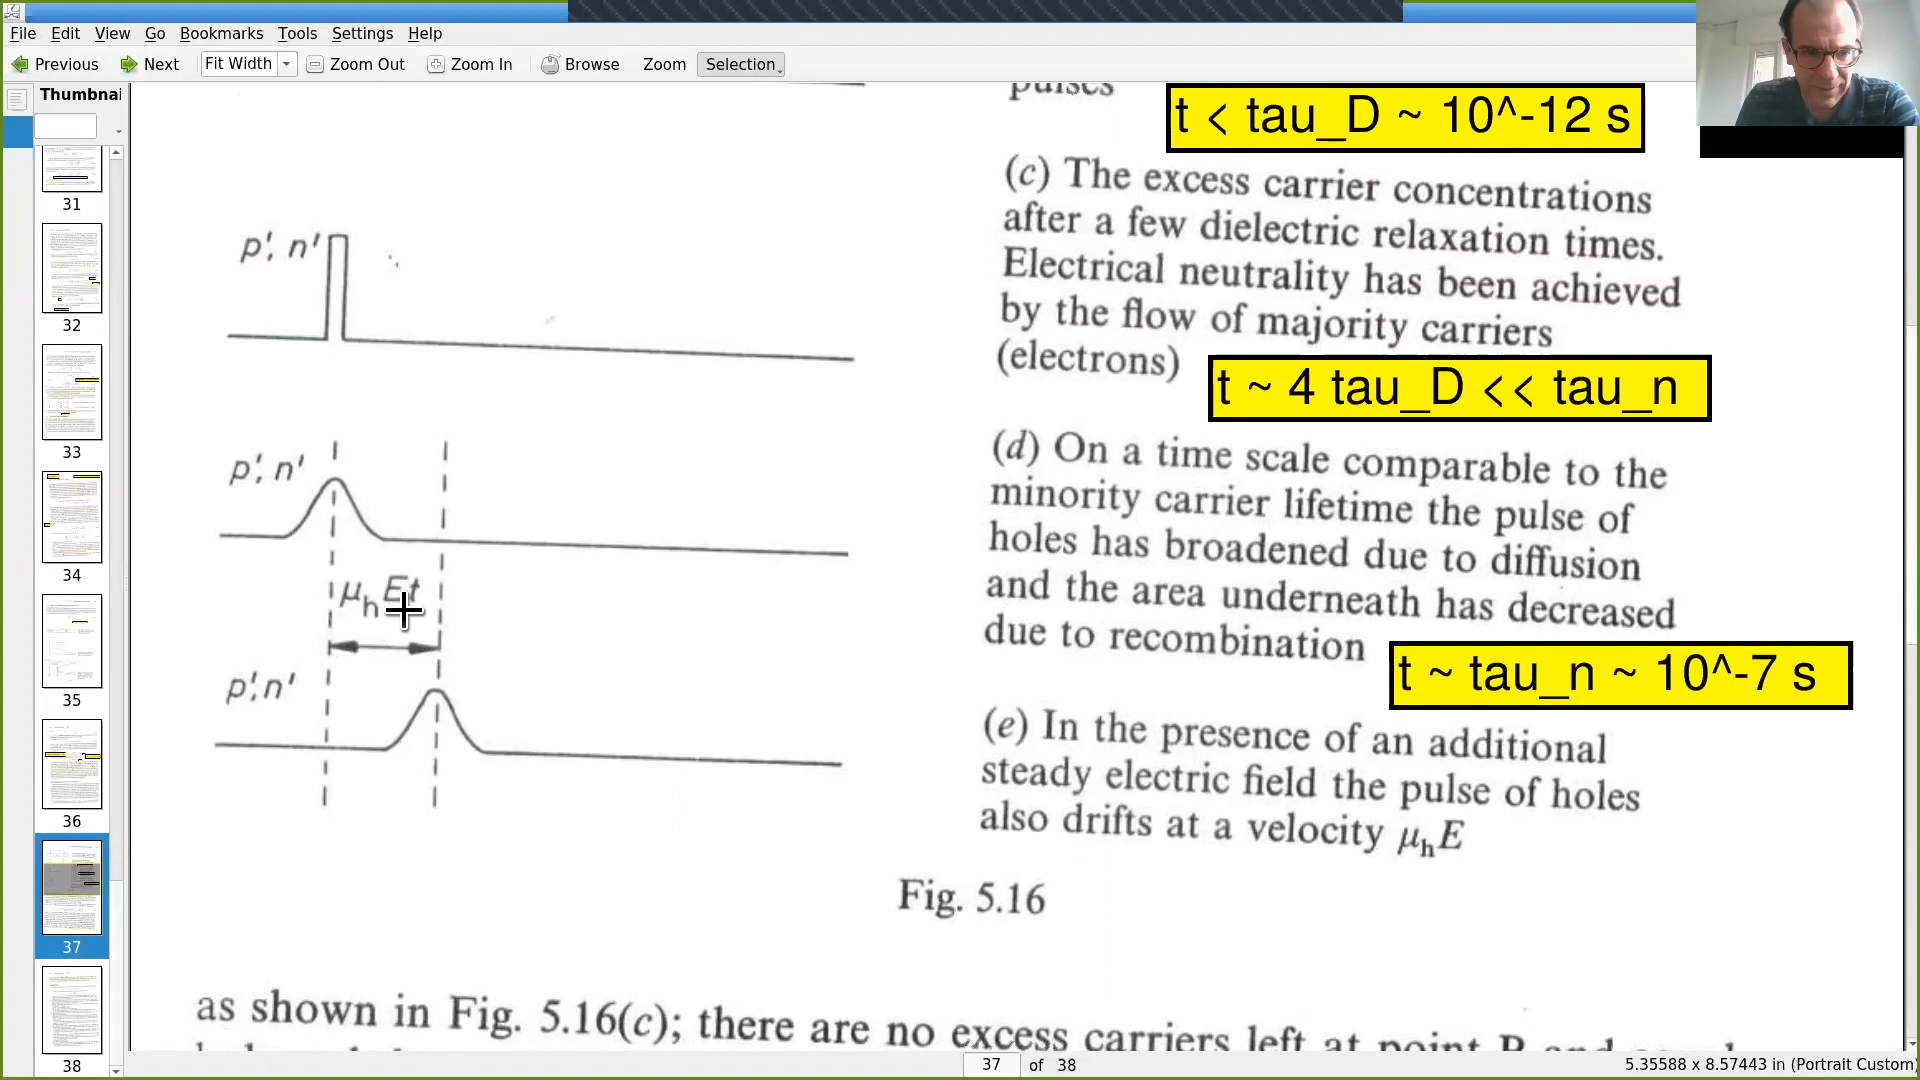 File Edit View Go Bookmarks Tools Settings Help
Previous Next Fit Width Zoom Out Zoom In Browse Zoom Selection
Thumbnai
31
32
33
34
35
36
37
38
pulses
t < tau_D ~ 10^-12 s
(c) The excess carrier concentrations
after a few dielectric relaxation times.
Electrical neutrality has been achieved
by the flow of majority carriers
(electrons)
t ~ 4 tau_D << tau_n
(d) On a time scale comparable to the
minority carrier lifetime the pulse of
holes has broadened due to diffusion
and the area underneath has decreased
due to recombination
t ~ tau_n ~ 10^-7 s
(e) In the presence of an additional
steady electric field the pulse of holes
also drifts at a velocity μhE
p', n'
p', n'
μhEt
p',n'
Fig. 5.16
as shown in Fig. 5.16(c); there are no excess carriers left at point P and
37 of 38
5.35588 x 8.57443 in (Portrait Custom)